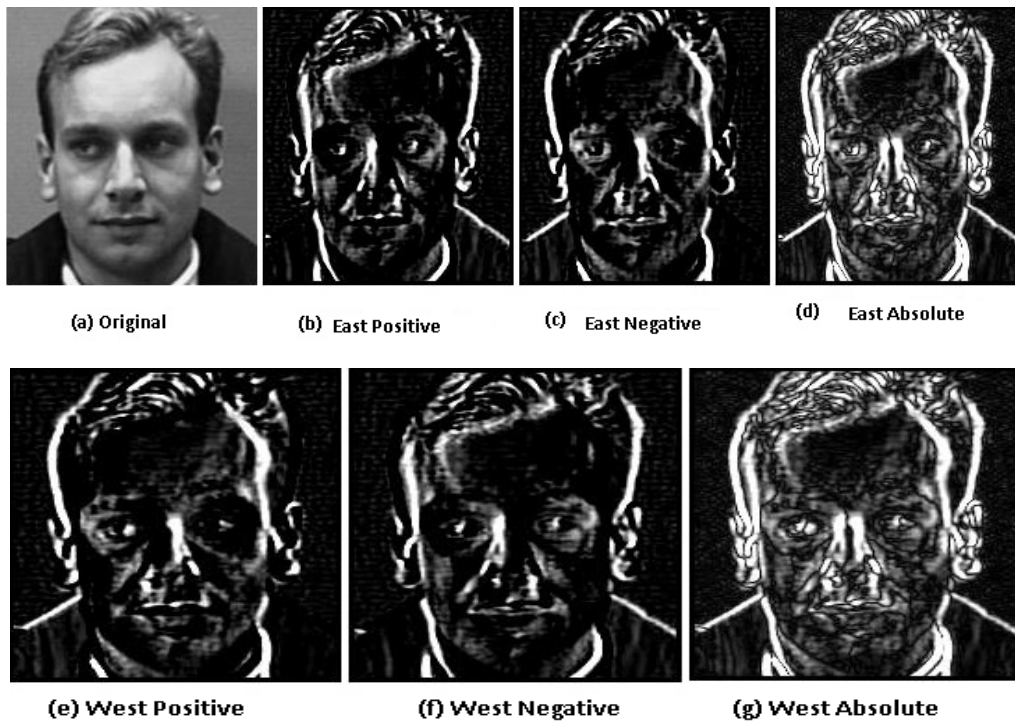 (a) Original
(b) East Positive
(c) East Negative
(d) East Absolute
(e) West Positive
(f) West Negative
(g) West Absolute